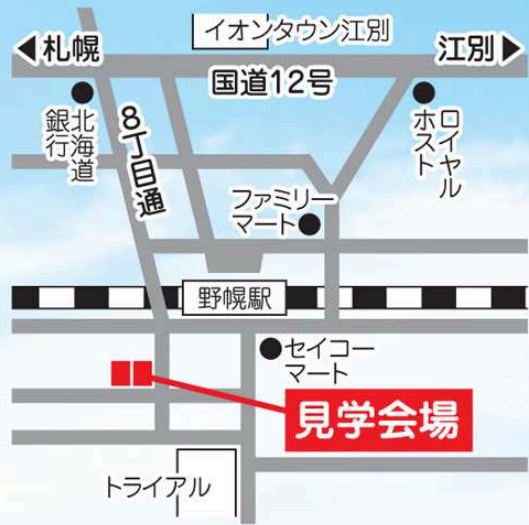 イオンタウン江別
◀札幌
江別▶
国道12号
北海道
銀行
8丁目通
ロイヤル
ホスト
ファミリー
マート
野幌駅
セイコー
マート
見学会場
トライアル